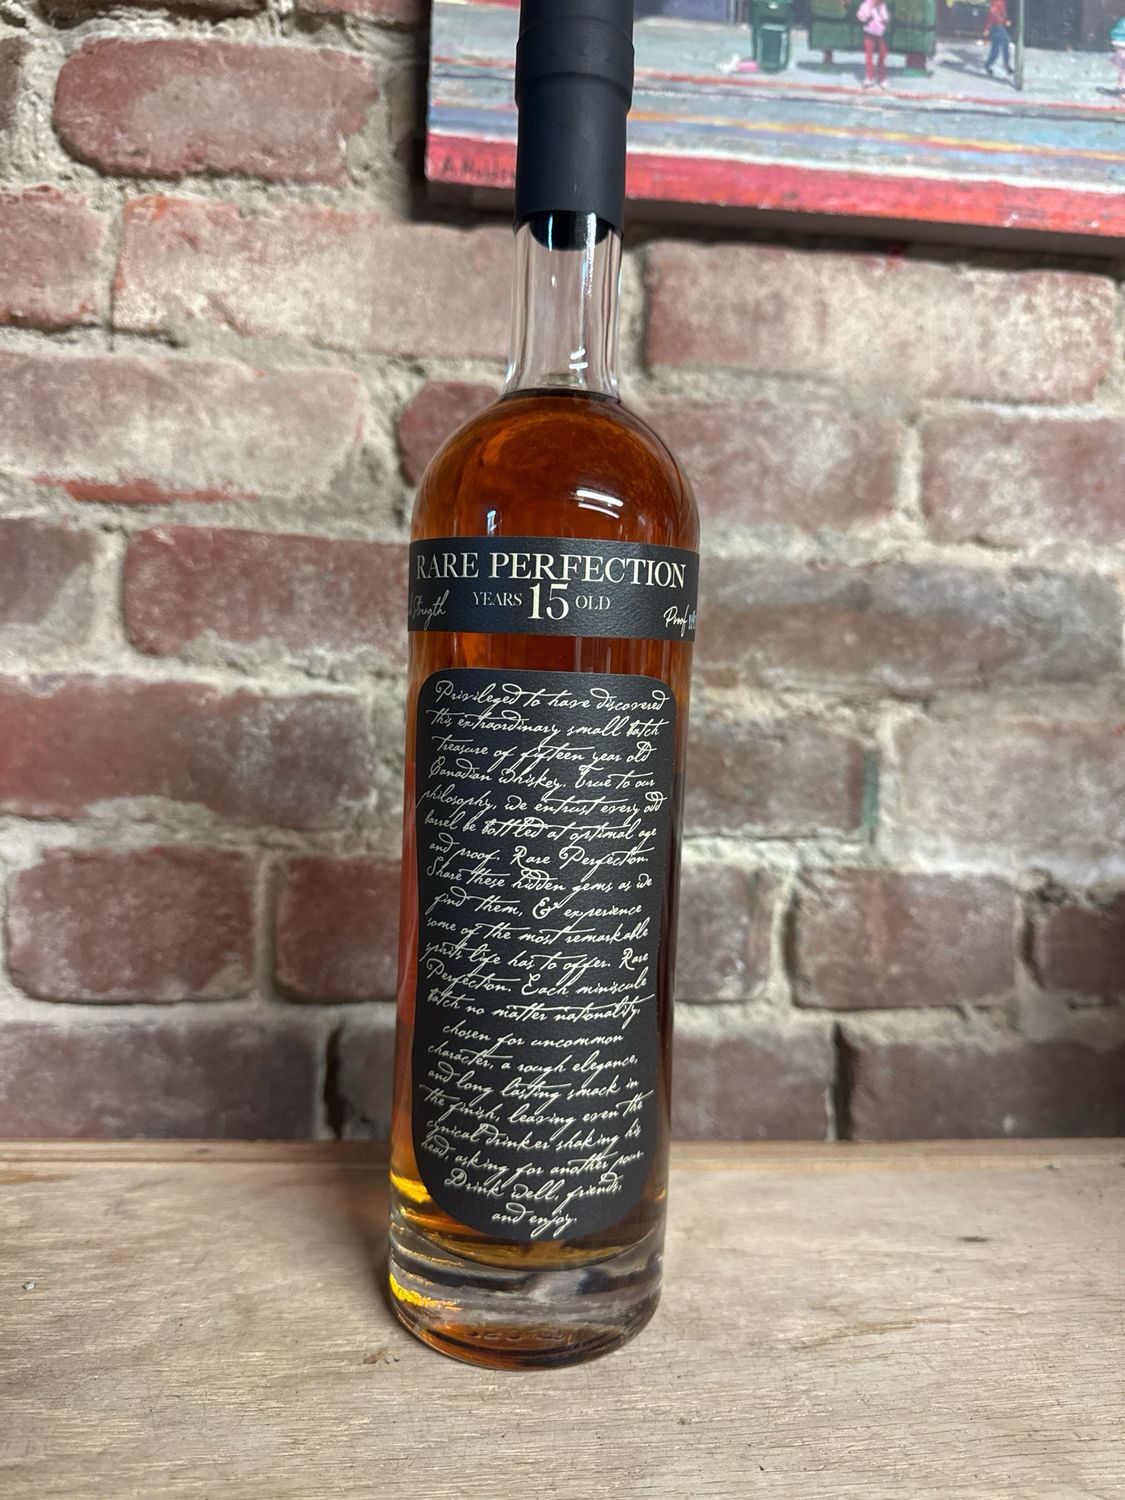 RARE PERFECTION
YEARS 15 OLD
Strength
Proof
Privileged to have discovered
this extraordinary small batch
treasure of fifteen year old
Canadian whiskey. True to our
philosophy, we entrust every odd
barrel be bottled at optimal age
and proof. Rare Perfection.
Share these hidden gems as we
find them, & experience
some of the most remarkable
spirits life has to offer. Rare
Perfection. Each miniscule
batch no matter nationality,
chosen for uncommon
character, a rough elegance,
and long lasting smack in
the finish, leaving even the
cynical drinker shaking his
head, asking for another pour.
Drink well, friends,
and enjoy.